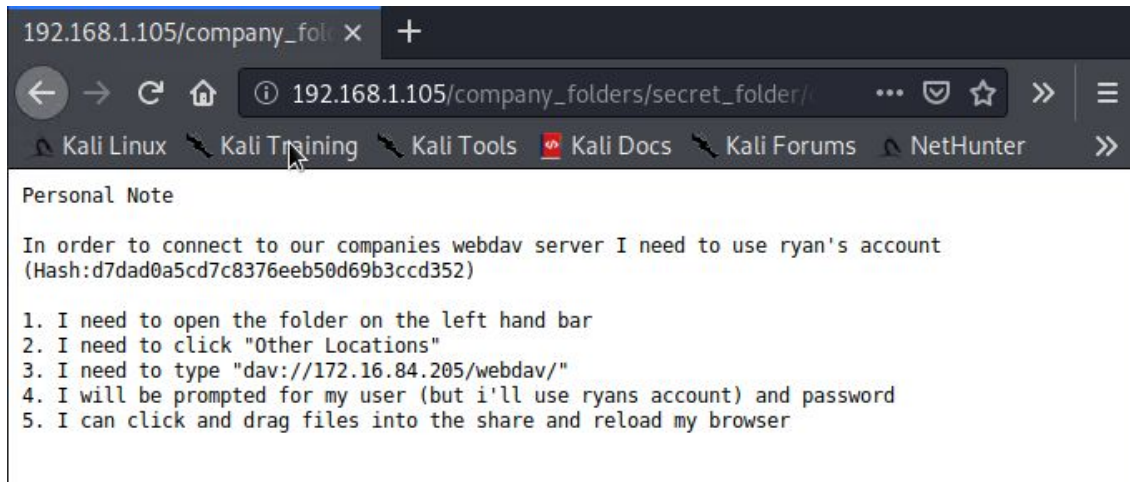 192.168.1.105/company_fol
192.168.1.105/company_folders/secret_folder/
Kali Linux Kali Training Kali Tools Kali Docs Kali Forums NetHunter
Personal Note
In order to connect to our companies webdav server I need to use ryan's account
(Hash:d7dad0a5cd7c8376eeb50d69b3ccd352)
1. I need to open the folder on the left hand bar
2. I need to click "Other Locations"
3. I need to type "dav://172.16.84.205/webdav/"
4. I will be prompted for my user (but i'll use ryans account) and password
5. I can click and drag files into the share and reload my browser